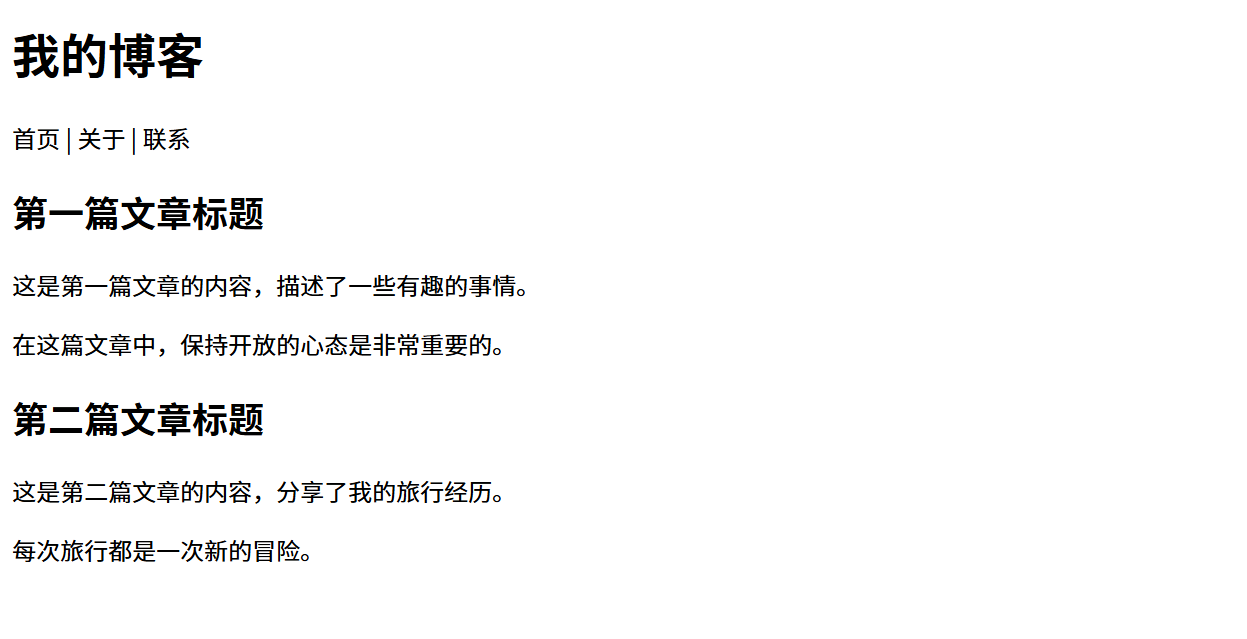 我的博客
首页 | 关于 | 联系
第一篇文章标题
这是第一篇文章的内容，描述了一些有趣的事情。
在这篇文章中，保持开放的心态是非常重要的。
第二篇文章标题
这是第二篇文章的内容，分享了我的旅行经历。
每次旅行都是一次新的冒险。